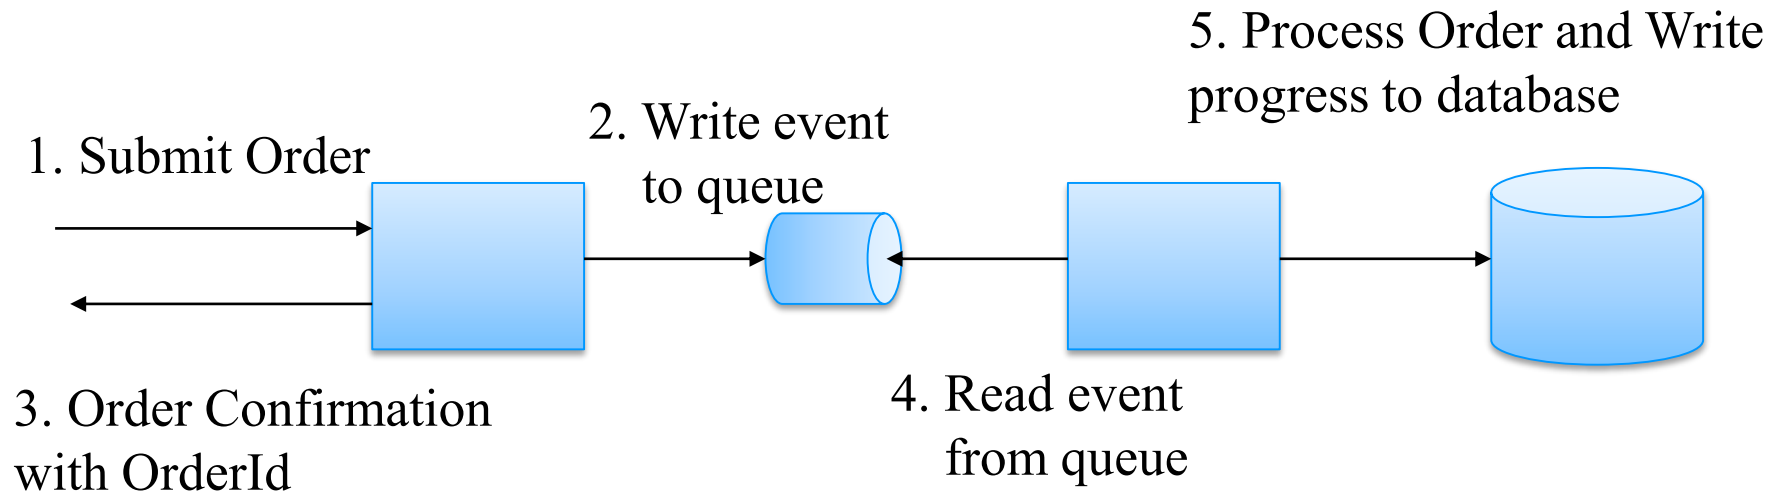 1. Submit Order
2. Write event
to queue
3. Order Confirmation
with OrderId
4. Read event
from queue
5. Process Order and Write
progress to database